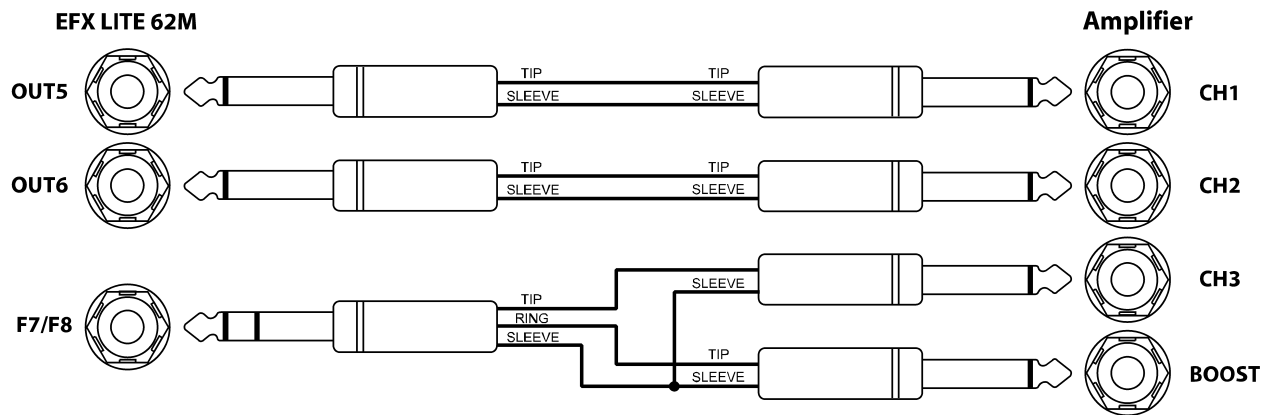 EFX LITE 62M
Amplifier
OUT5
TIP
TIP
SLEEVE
SLEEVE
CH1
OUT6
TIP
TIP
SLEEVE
SLEEVE
CH2
F7/F8
TIP
RING
SLEEVE
SLEEVE
CH3
TIP
SLEEVE
BOOST